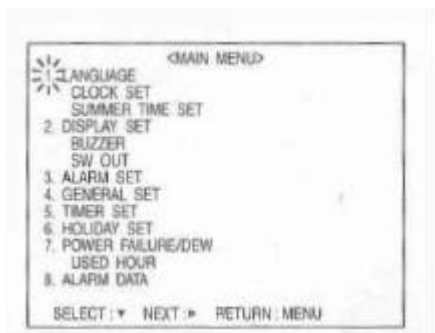 <MAIN MENU>
1. LANGUAGE
CLOCK SET
SUMMER TIME SET
2. DISPLAY SET
BUZZER
SW OUT
3. ALARM SET
4. GENERAL SET
5. TIMER SET
6. HOLIDAY SET
7. POWER FAILURE/DEW
USED HOUR
8. ALARM DATA
SELECT : ▼ NEXT : ▶ RETURN : MENU